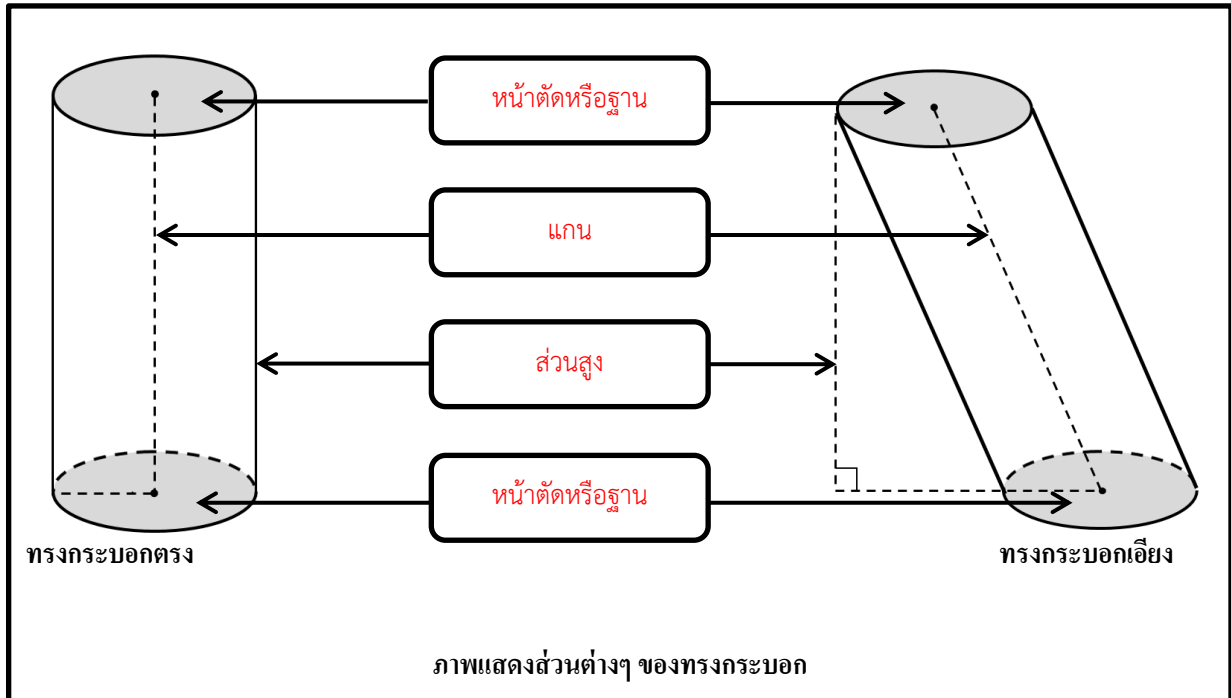 หน้าตัดหรือฐาน
แกน
ส่วนสูง
หน้าตัดหรือฐาน
ทรงกระบอกตรง
ทรงกระบอกเอียง
ภาพแสดงส่วนต่างๆ ของทรงกระบอก